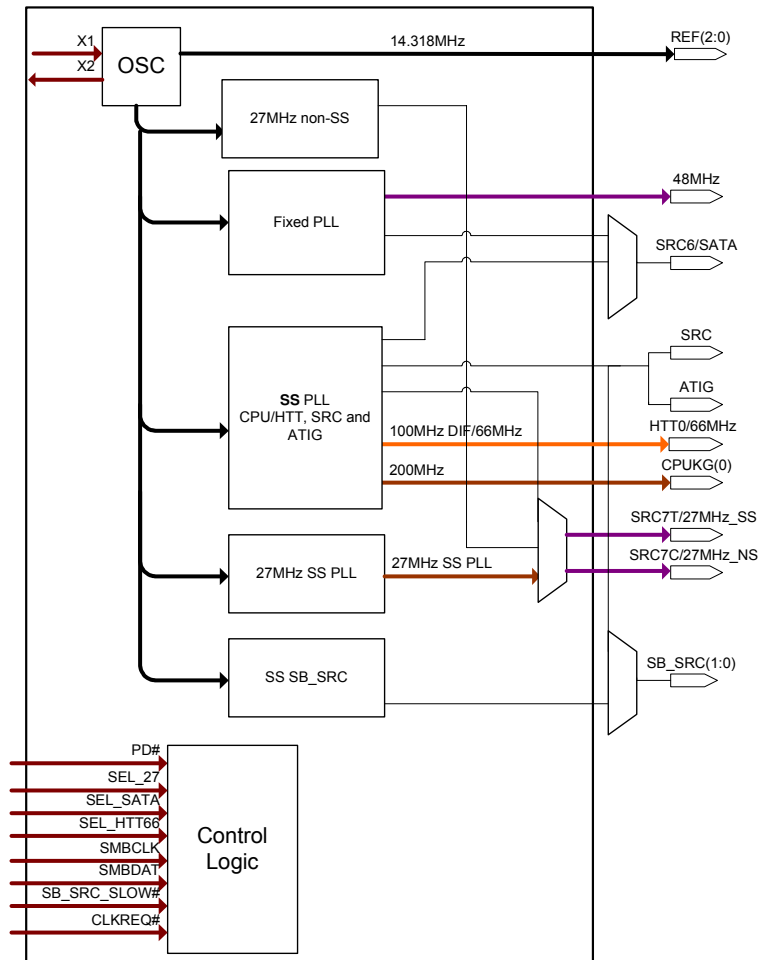 X1
X2
OSC
14.318MHz
REF(2:0)
27MHz non-SS
48MHz
Fixed PLL
SRC6/SATA
SS PLL
CPU/HTT, SRC and
ATIG
SRC
ATIG
100MHz DIF/66MHz
HTT0/66MHz
200MHz
CPUKG(0)
SRC7T/27MHz_SS
27MHz SS PLL
27MHz SS PLL
SRC7C/27MHz_NS
SS SB_SRC
SB_SRC(1:0)
PD#
SEL_27
SEL_SATA
SEL_HTT66
SMBCLK
SMBDAT
SB_SRC_SLOW#
CLKREQ#
Control
Logic